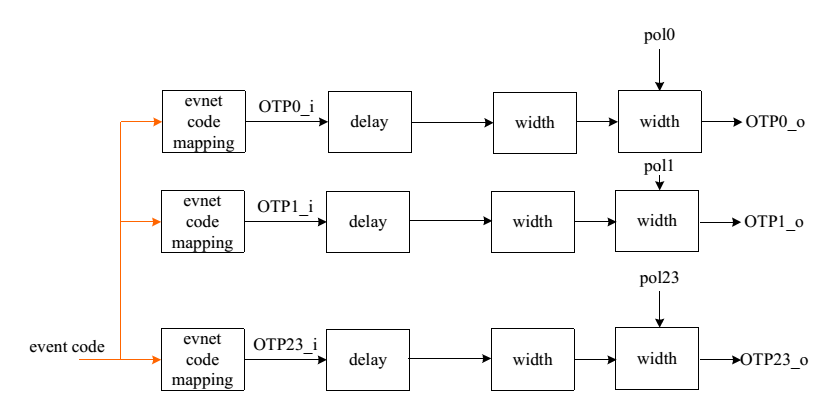 pol0
evnet
code
mapping
OTP0_i
delay
width
width
OTP0_o
pol1
evnet
code
mapping
OTP1_i
delay
width
width
OTP1_o
pol23
event code
evnet
code
mapping
OTP23_i
delay
width
width
OTP23_o